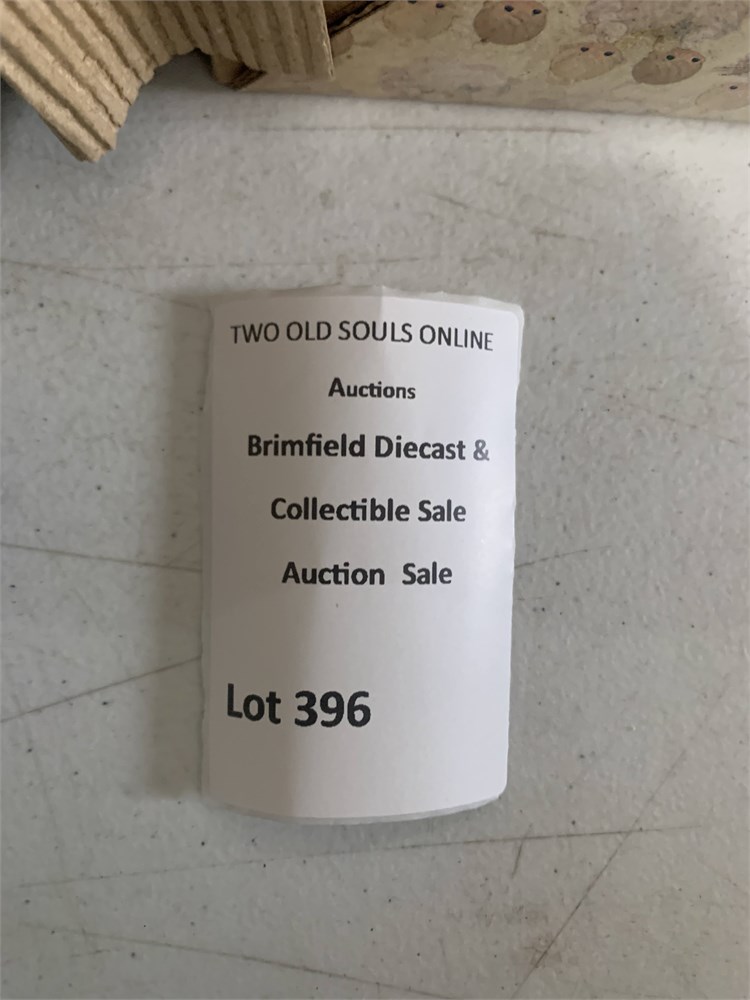 TWO OLD SOULS ONLINE
Auctions
Brimfield Diecast &
Collectible Sale
Auction Sale
Lot 396